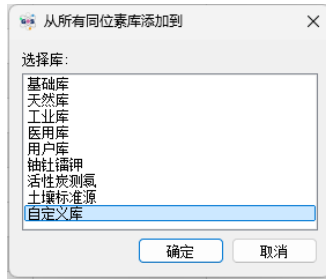 从所有同位素库添加到
选择库:
基础库
天然库
工业库
医用库
用户库
铀钍镭钾
活性炭测氡
土壤标准源
自定义库
确定
取消